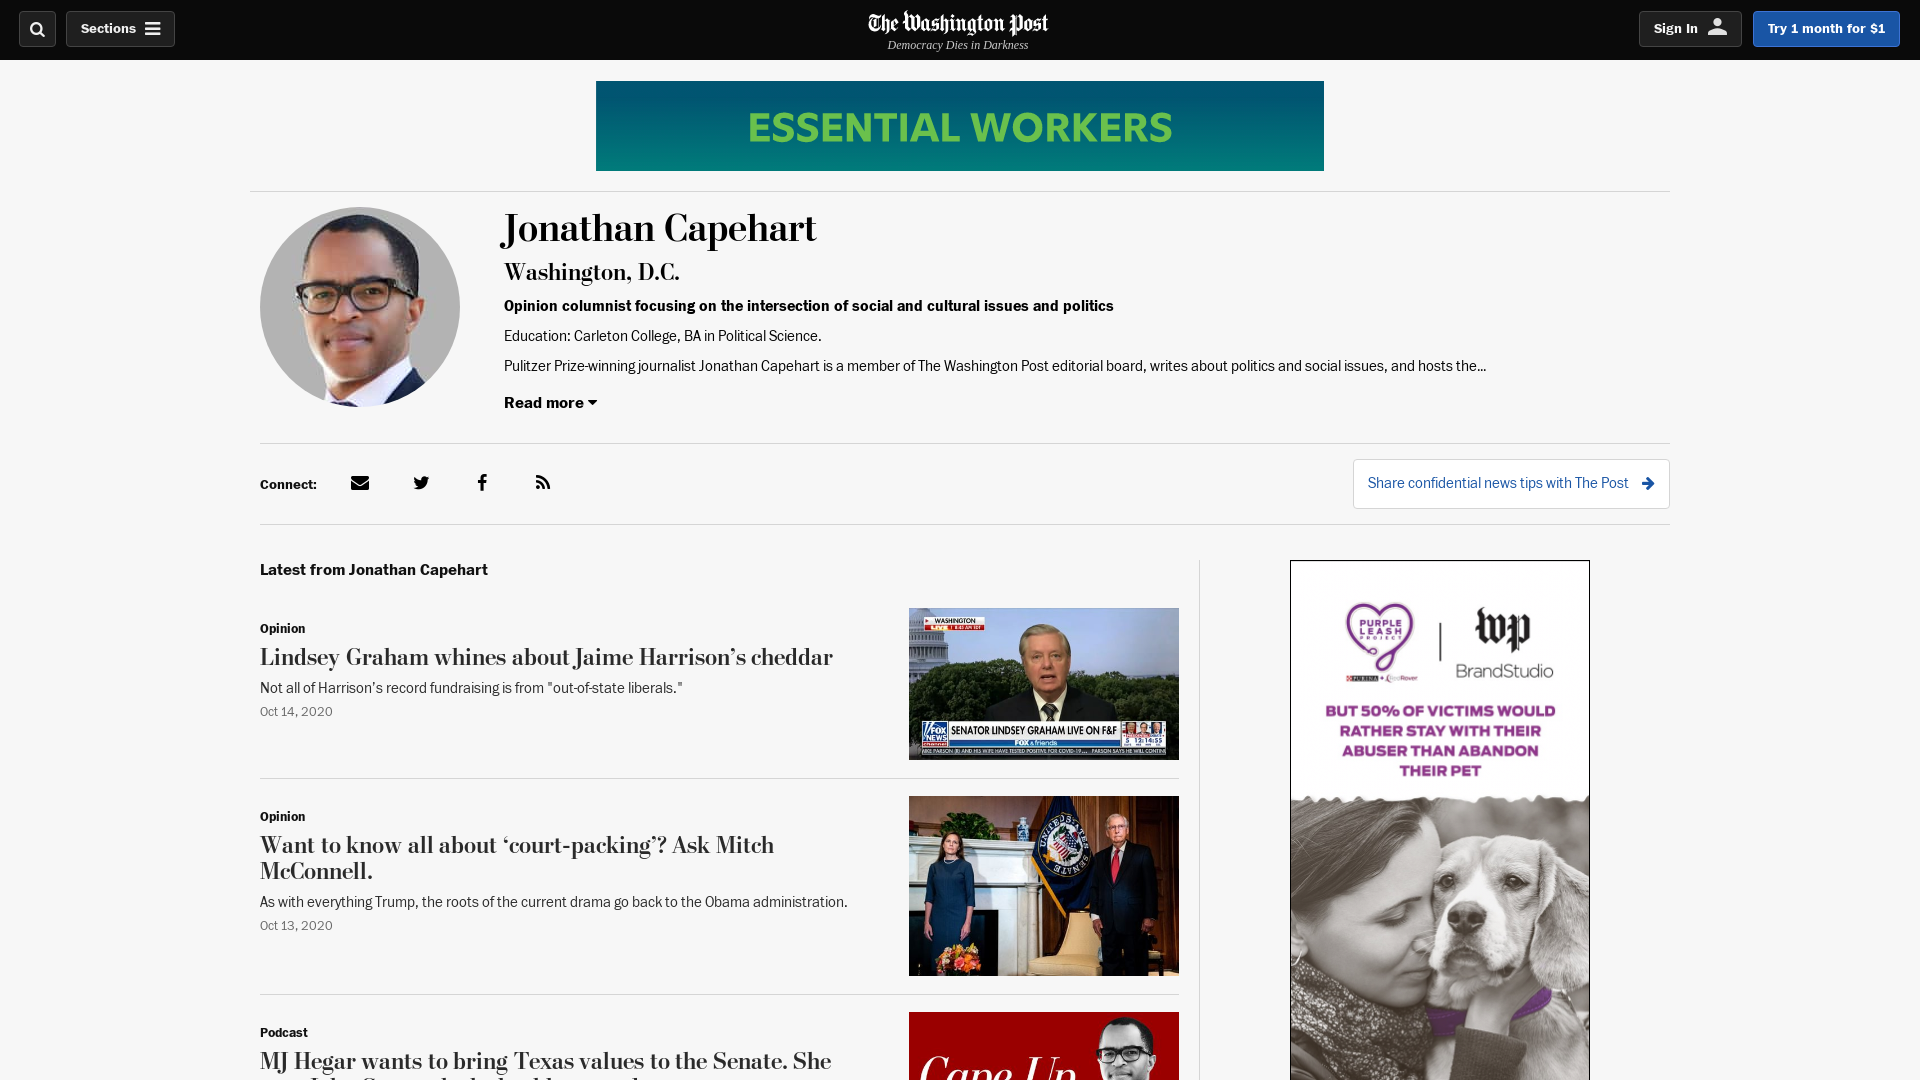 Sections
The Washington Post
Democracy Dies in Darkness
Sign In
Try 1 month for $1
ESSENTIAL WORKERS
Jonathan Capehart
Washington, D.C.
Opinion columnist focusing on the intersection of social and cultural issues and politics
Education: Carleton College, BA in Political Science.
Pulitzer Prize-winning journalist Jonathan Capehart is a member of The Washington Post editorial board, writes about politics and social issues, and hosts the...
Read more
Connect:
Share confidential news tips with The Post
Latest from Jonathan Capehart
Opinion
Lindsey Graham whines about Jaime Harrison’s cheddar
Not all of Harrison’s record fundraising is from "out-of-state liberals."
Oct 14, 2020
WASHINGTON
LIVE
FOX NEWS channel
SENATOR LINDSEY GRAHAM LIVE ON F&F
FOX & friends
Opinion
Want to know all about ‘court-packing’? Ask Mitch
McConnell.
As with everything Trump, the roots of the current drama go back to the Obama administration.
Oct 13, 2020
UNITED STATES SENATE
Podcast
MJ Hegar wants to bring Texas values to the Senate. She
Cape Up
PURPLE
LEASH
PROJECT
PURINA +
wp
BrandStudio
BUT 50% OF VICTIMS WOULD
RATHER STAY WITH THEIR
ABUSER THAN ABANDON
THEIR PET